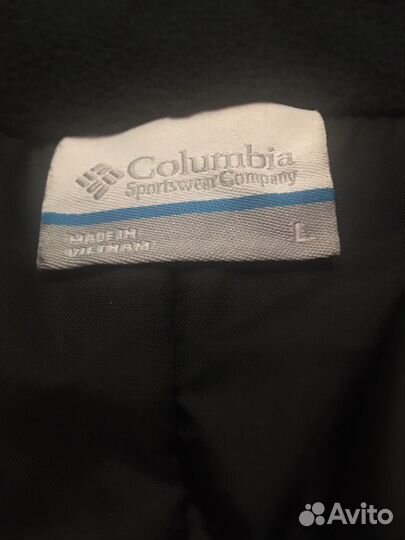 Columbia
Sportswear Company
MADE IN
VIETNAM
L
Avito